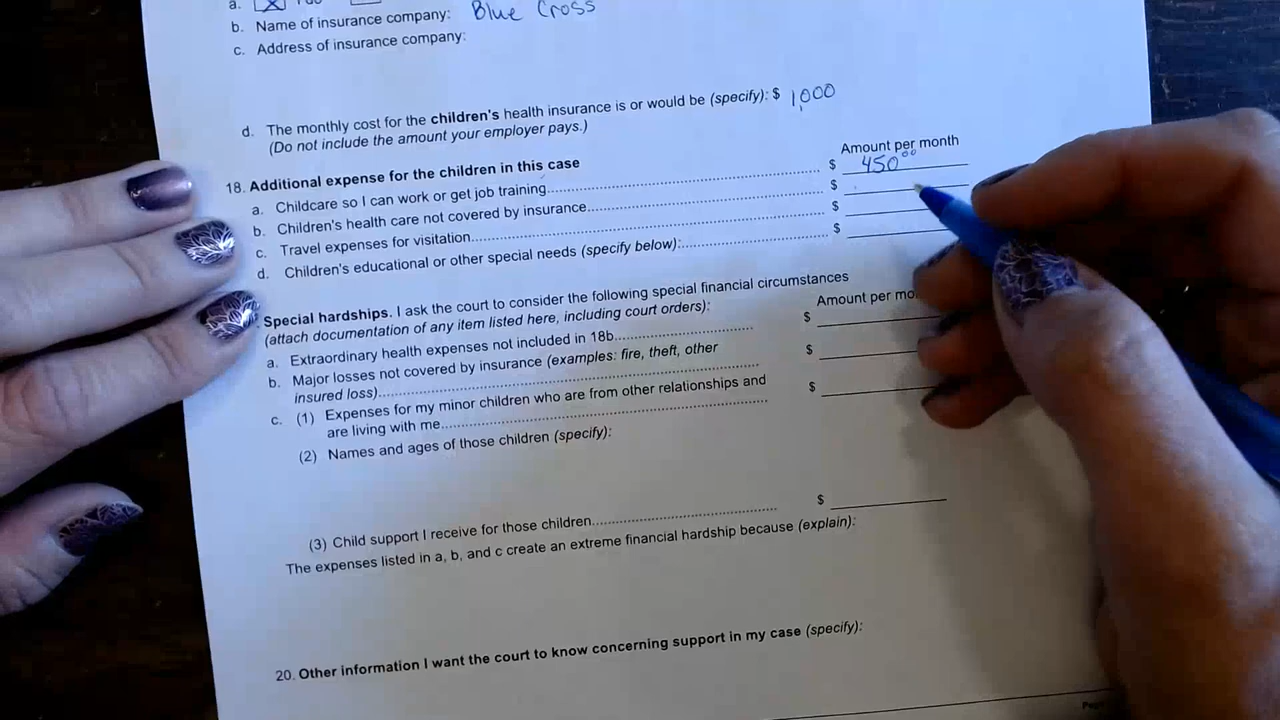 a. I do
b. Name of insurance company: Blue Cross
c. Address of insurance company:
d. The monthly cost for the children's health insurance is or would be (specify): $ 1,000
(Do not include the amount your employer pays.)
Amount per month
18. Additional expense for the children in this case
a. Childcare so I can work or get job training.......... $ 450⁰⁰
b. Children's health care not covered by insurance.......... $
c. Travel expenses for visitation.......... $
d. Children's educational or other special needs (specify below):.......... $
Special hardships. I ask the court to consider the following special financial circumstances
(attach documentation of any item listed here, including court orders):
Amount per mo
a. Extraordinary health expenses not included in 18b.......... $
b. Major losses not covered by insurance (examples: fire, theft, other
insured loss).......... $
c. (1) Expenses for my minor children who are from other relationships and
are living with me.......... $
(2) Names and ages of those children (specify):
(3) Child support I receive for those children.......... $
The expenses listed in a, b, and c create an extreme financial hardship because (explain):
20. Other information I want the court to know concerning support in my case (specify):